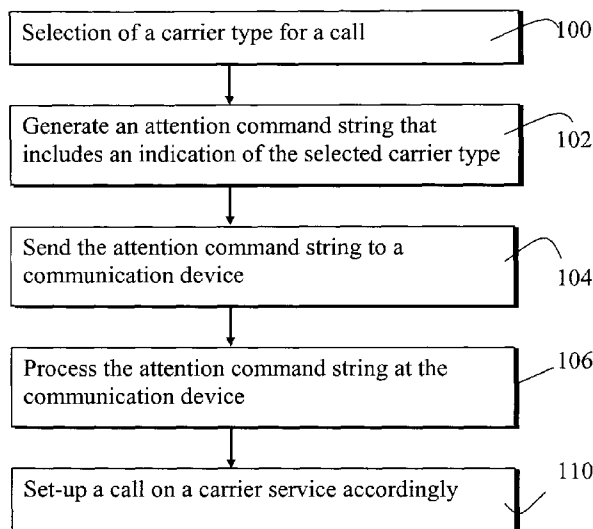 Selection of a carrier type for a call
100
Generate an attention command string that
includes an indication of the selected carrier type
102
Send the attention command string to a
communication device
104
Process the attention command string at the
communication device
106
Set-up a call on a carrier service accordingly
110